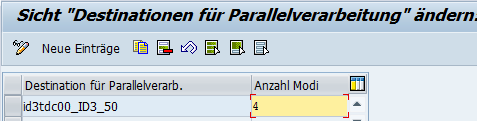 Sicht "Destinationen für Parallelverarbeitung" ändern:
Neue Einträge
Destination für Parallelverarb. Anzahl Modi
id3tdc00_ID3_50 4